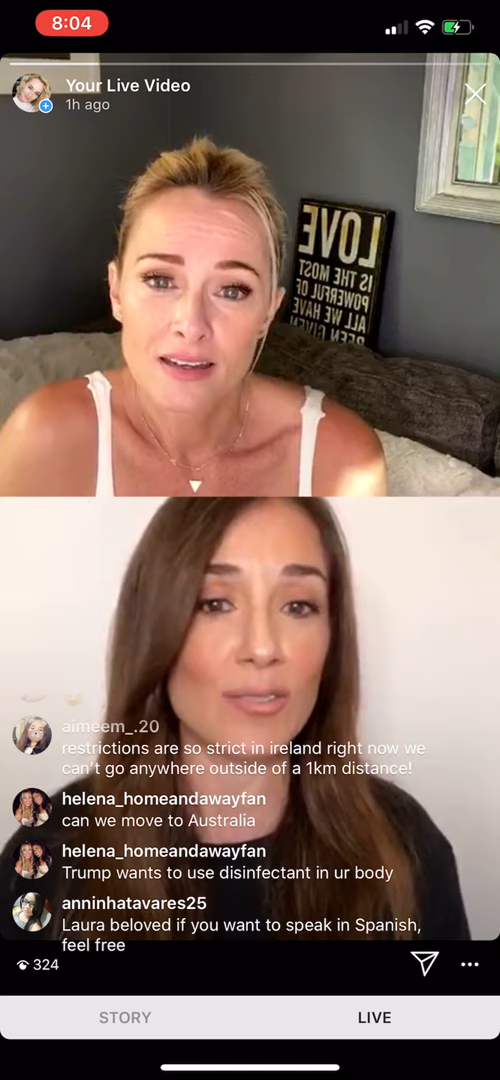 8:04
Your Live Video
1h ago
LOVE
IS THE MOST
POWERFUL OF
ALL WE HAVE
BEEN GIVEN
aimeem_.20
restrictions are so strict in ireland right now we
can't go anywhere outside of a 1km distance!
helena_homeandawayfan
can we move to Australia
helena_homeandawayfan
Trump wants to use disinfectant in ur body
anninhatavares25
Laura beloved if you want to speak in Spanish,
feel free
324
STORY
LIVE